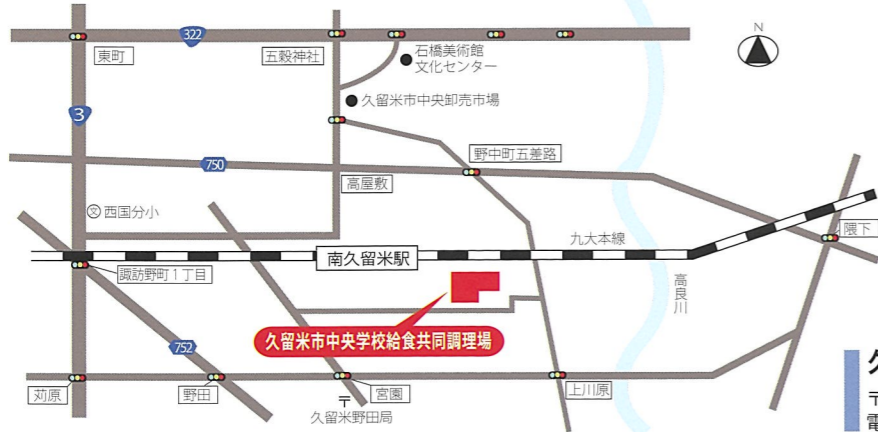 322
N
東町
五穀神社
石橋美術館
文化センター
3
久留米市中央卸売市場
野中町五差路
750
高屋敷
文
西国分小
九大本線
隈下
南久留米駅
諏訪野町1丁目
高良川
久留米市中央学校給食共同調理場
752
苅原
野田
宮園
上川原
〒
久留米野田局
〒
電